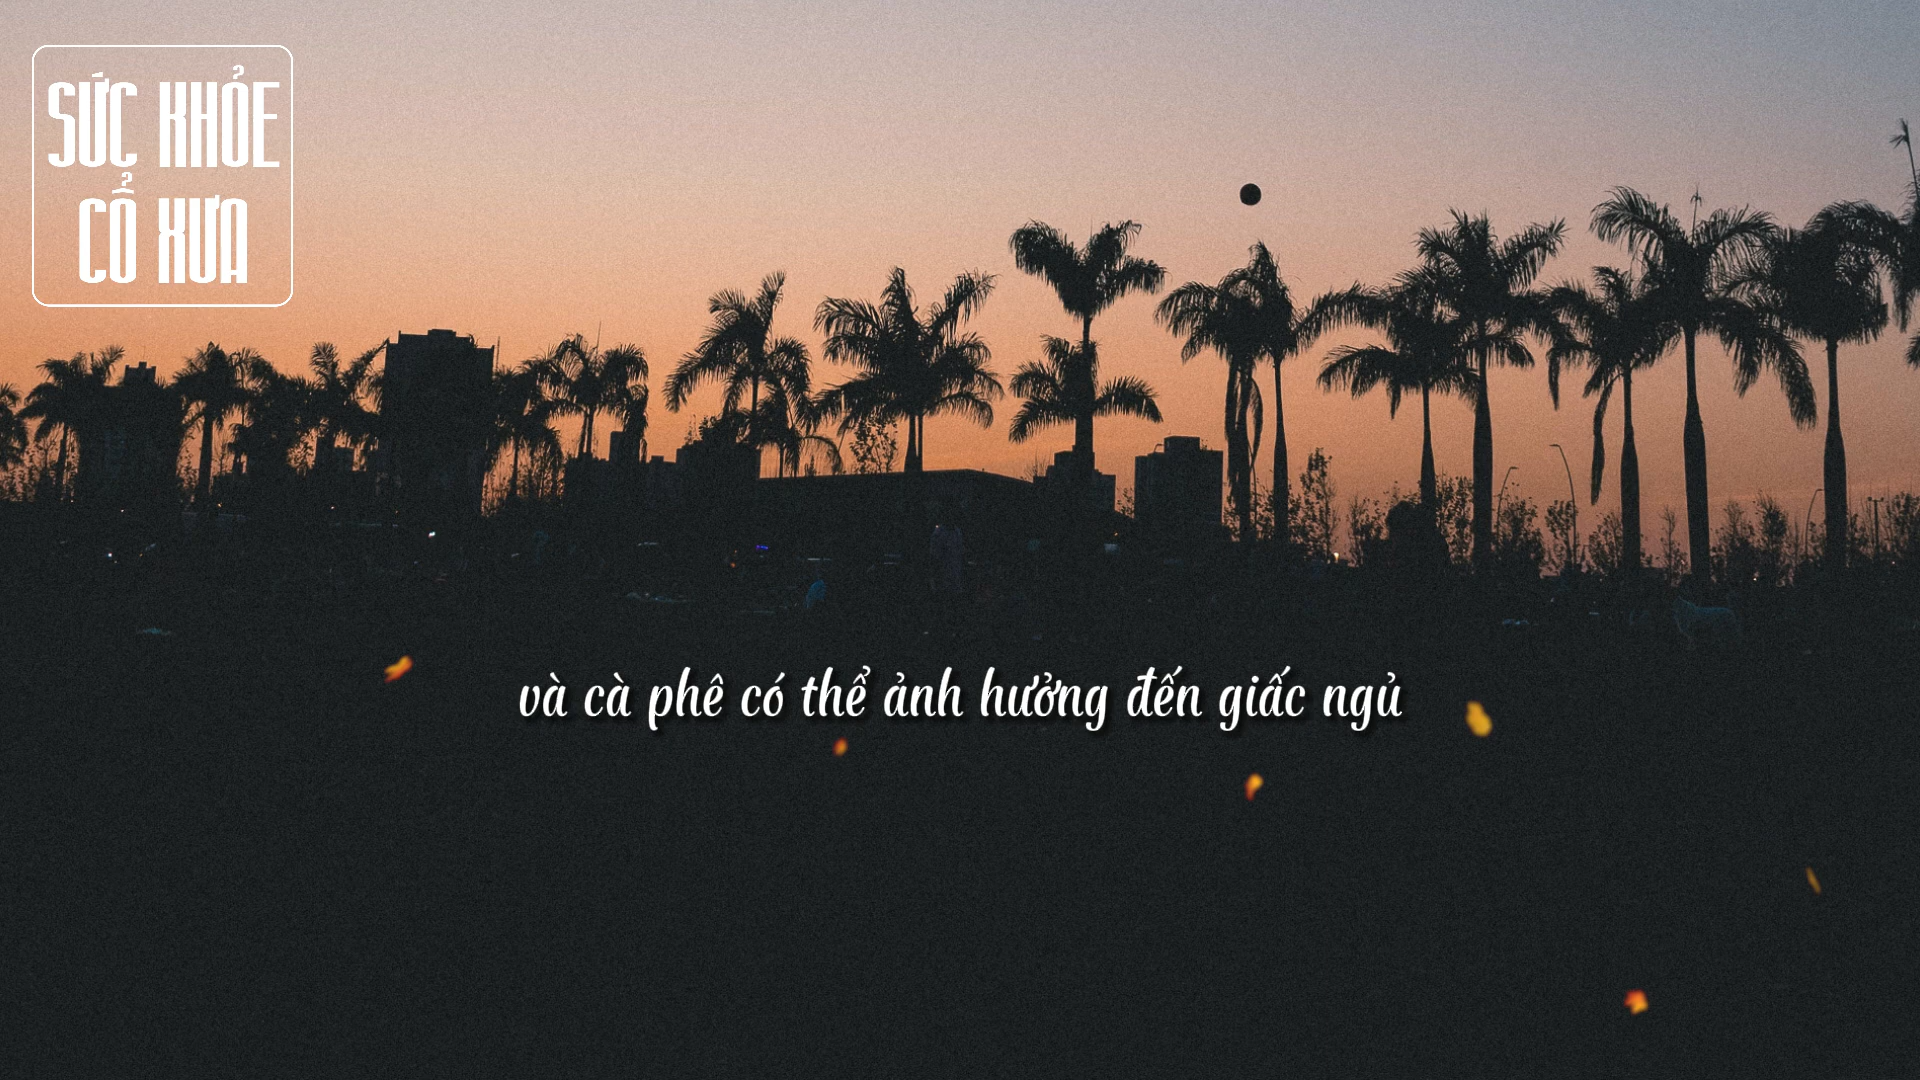 SỨC KHỎE
CỔ XƯA
và cà phê có thể ảnh hưởng đến giấc ngủ